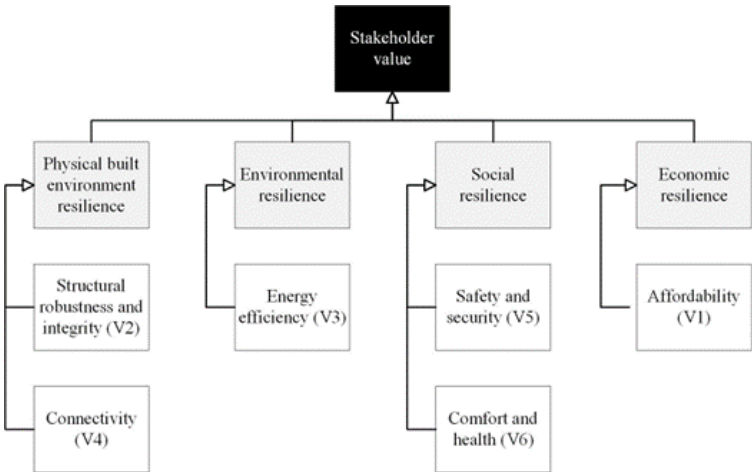 Stakeholder
value
Physical built
environment
resilience
Environmental
resilience
Social
resilience
Economic
resilience
Structural
robustness and
integrity (V2)
Energy
efficiency (V3)
Safety and
security (V5)
Affordability
(V1)
Connectivity
(V4)
Comfort and
health (V6)